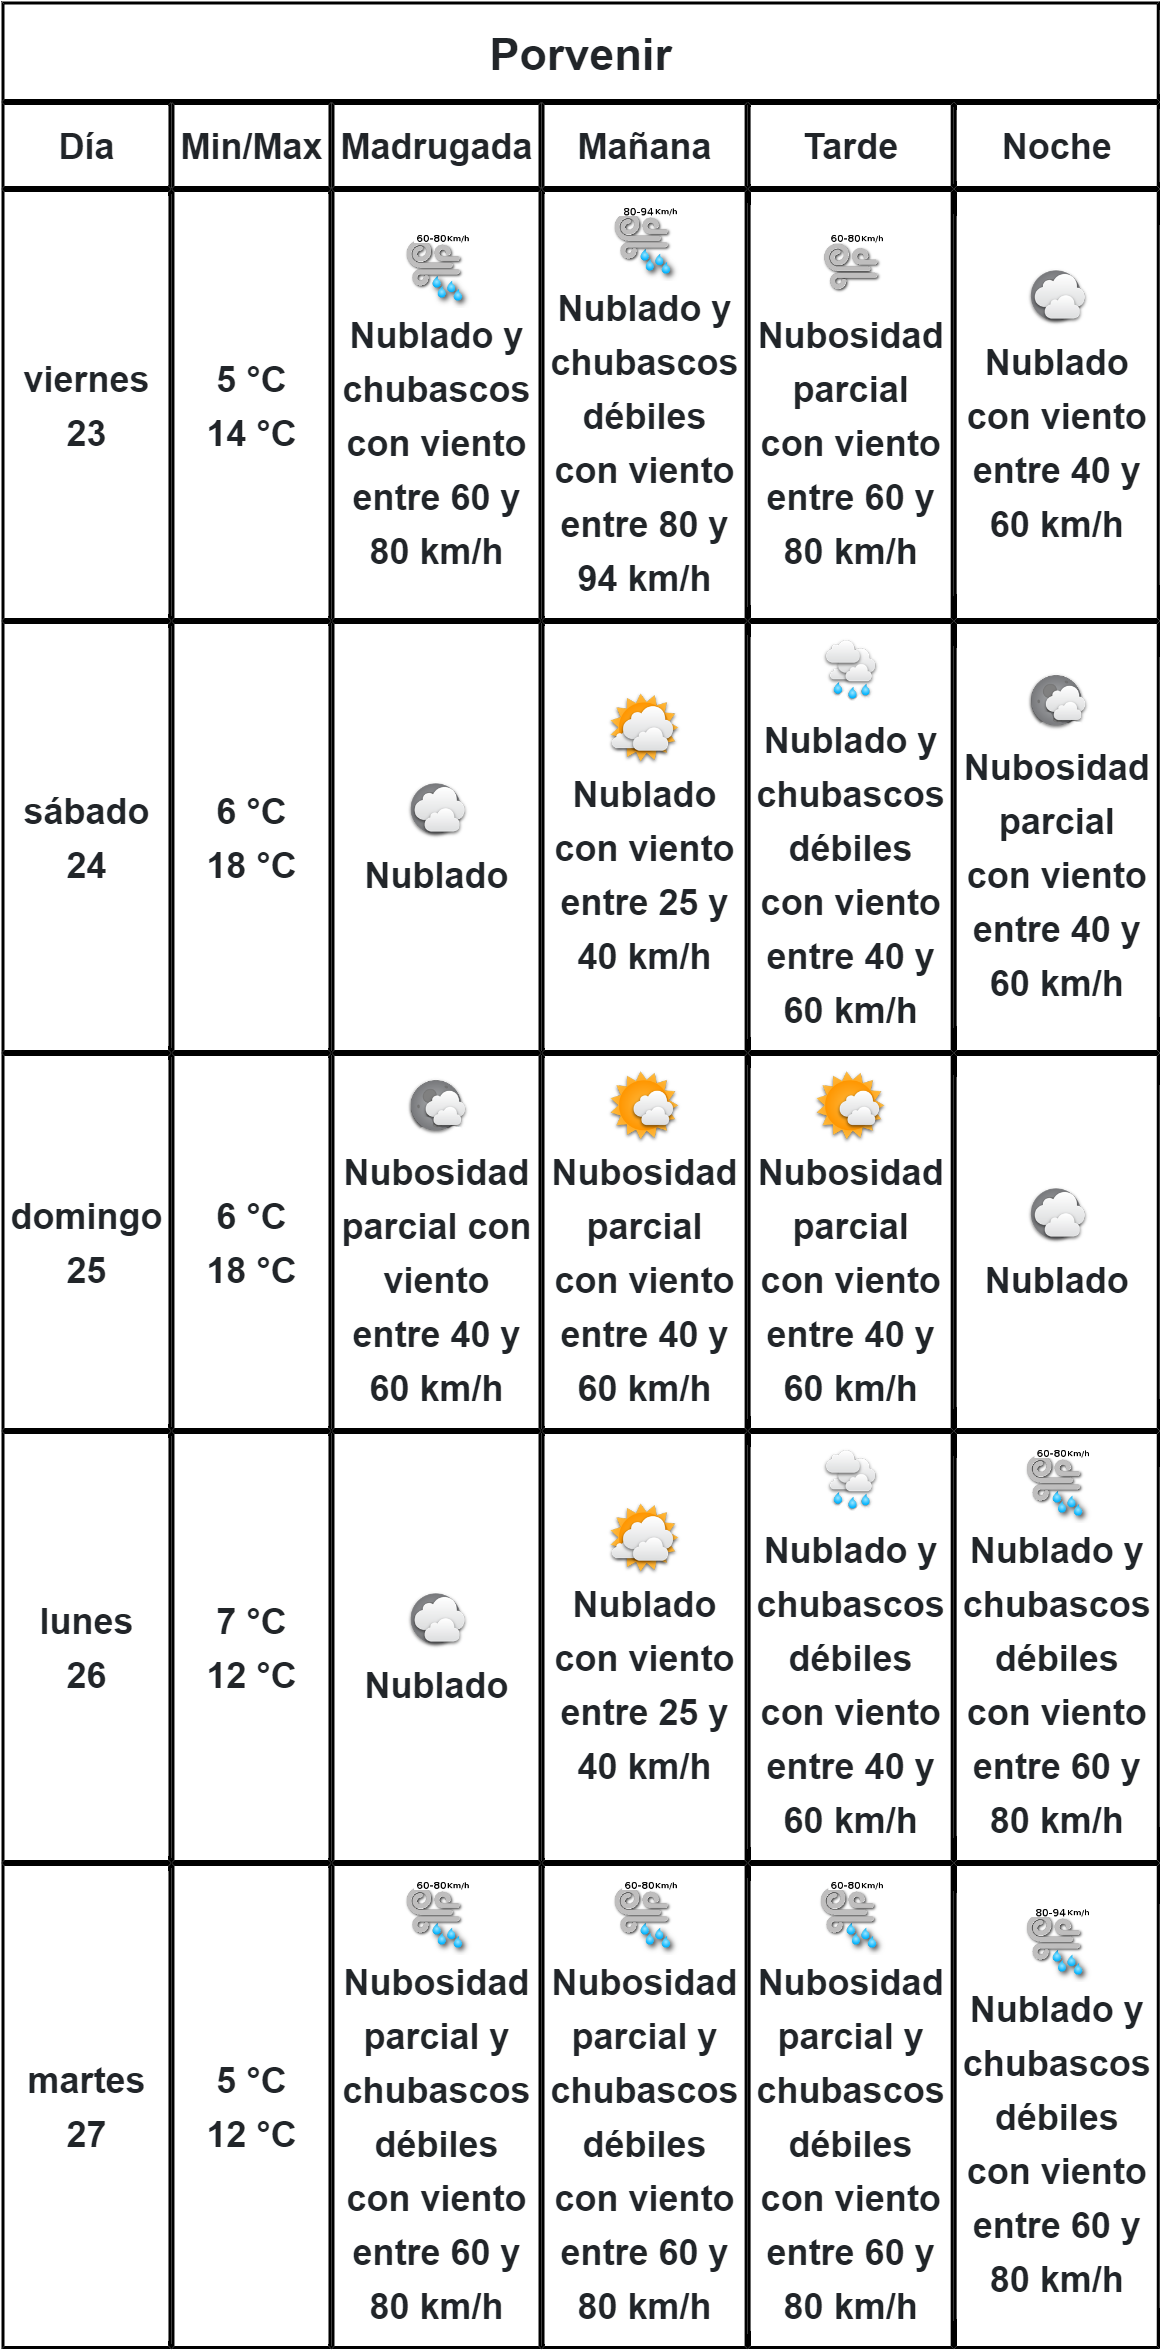 Porvenir
Día
Min/Max
Madrugada
Mañana
Tarde
Noche
viernes
23
5 °C
14 °C
60-80Km/h
Nublado y
chubascos
con viento
entre 60 y
80 km/h
80-94Km/h
Nublado y
chubascos
débiles
con viento
entre 80 y
94 km/h
60-80Km/h
Nubosidad
parcial
con viento
entre 60 y
80 km/h
Nublado
con viento
entre 40 y
60 km/h
sábado
24
6 °C
18 °C
Nublado
Nublado
con viento
entre 25 y
40 km/h
Nublado y
chubascos
débiles
con viento
entre 40 y
60 km/h
Nubosidad
parcial
con viento
entre 40 y
60 km/h
domingo
25
6 °C
18 °C
Nubosidad
parcial con
viento
entre 40 y
60 km/h
Nubosidad
parcial
con viento
entre 40 y
60 km/h
Nubosidad
parcial
con viento
entre 40 y
60 km/h
Nublado
lunes
26
7 °C
12 °C
Nublado
Nublado
con viento
entre 25 y
40 km/h
Nublado y
chubascos
débiles
con viento
entre 40 y
60 km/h
60-80Km/h
Nublado y
chubascos
débiles
con viento
entre 60 y
80 km/h
martes
27
5 °C
12 °C
60-80Km/h
Nubosidad
parcial y
chubascos
débiles
con viento
entre 60 y
80 km/h
60-80Km/h
Nubosidad
parcial y
chubascos
débiles
con viento
entre 60 y
80 km/h
60-80Km/h
Nubosidad
parcial y
chubascos
débiles
con viento
entre 60 y
80 km/h
80-94Km/h
Nublado y
chubascos
débiles
con viento
entre 60 y
80 km/h